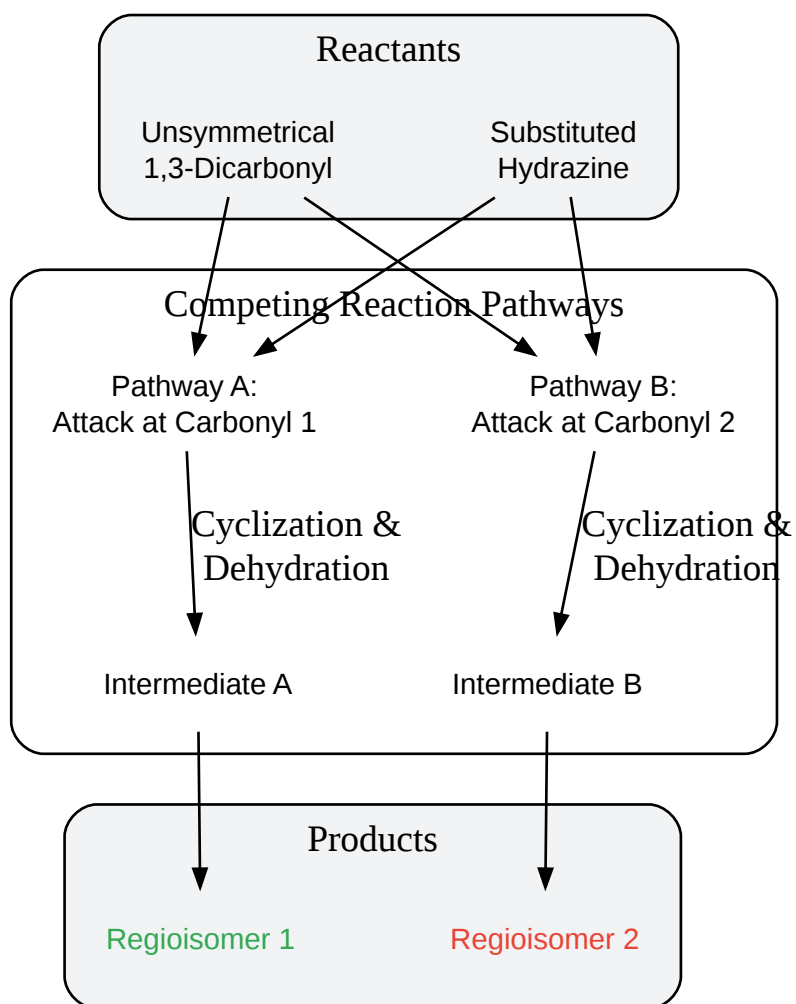 Reactants
Unsymmetrical
1,3-Dicarbonyl
Substituted
Hydrazine
Competing Reaction Pathways
Pathway A:
Attack at Carbonyl 1
Pathway B:
Attack at Carbonyl 2
Cyclization &
Dehydration
Cyclization &
Dehydration
Intermediate A
Intermediate B
Products
Regioisomer 1
Regioisomer 2